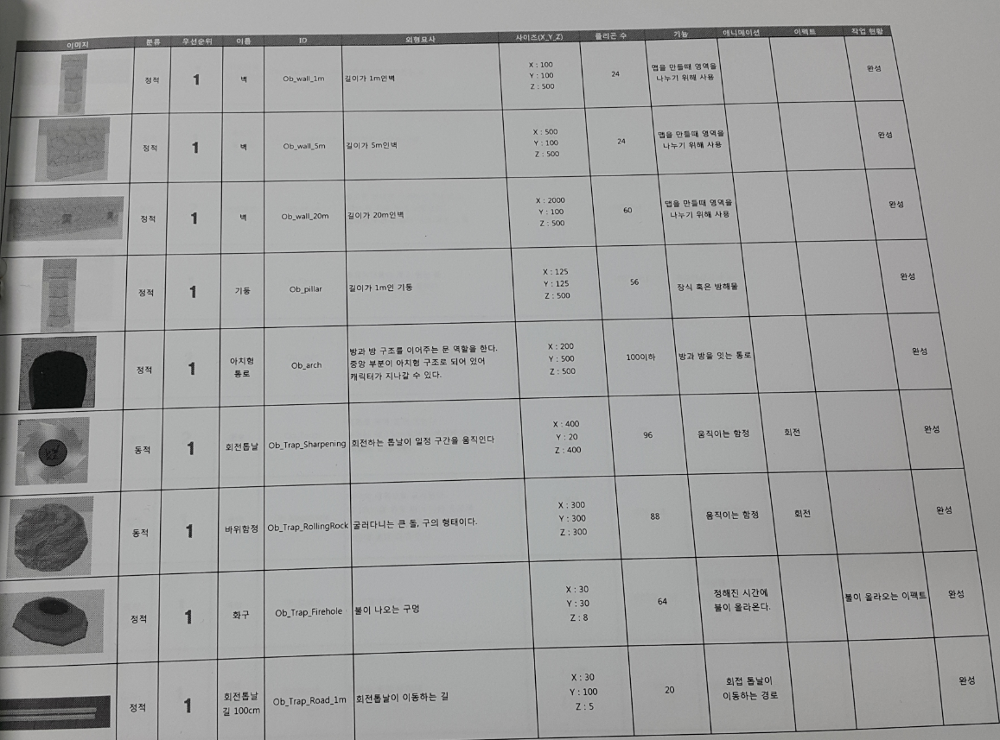 이미지 분류 우선순위 이름 ID 외형묘사 사이즈(X_Y_Z) 폴리곤 수 기능 애니메이션 이펙트 작업 현황
정적 1 벽 Ob_wall_1m 길이가 1m인벽
X : 100
Y : 100
Z : 500
24
맵을 만들때 영역을
나누기 위해 사용
완성
정적 1 벽 Ob_wall_5m 길이가 5m인벽
X : 500
Y : 100
Z : 500
24
맵을 만들때 영역을
나누기 위해 사용
완성
정적 1 벽 Ob_wall_20m 길이가 20m인벽
X : 2000
Y : 100
Z : 500
60
맵을 만들때 영역을
나누기 위해 사용
완성
정적 1 기둥 Ob_pillar 길이가 1m인 기둥
X : 125
Y : 125
Z : 500
56
장식 혹은 방해물
완성
정적 1
아치형
통로
Ob_arch
방과 방 구조를 이어주는 문 역할을 한다.
중앙 부분이 아치형 구조로 되어 있어
캐릭터가 지나갈 수 있다.
X : 200
Y : 500
Z : 500
100이하
방과 방을 잇는 통로
완성
동적 1 회전톱날 Ob_Trap_Sharpening 회전하는 톱날이 일정 구간을 움직인다
X : 400
Y : 20
Z : 400
96
움직이는 함정
회전
완성
동적 1 바위함정 Ob_Trap_RollingRock 굴러다니는 큰 돌, 구의 형태이다.
X : 300
Y : 300
Z : 300
88
움직이는 함정
회전
완성
정적 1 화구 Ob_Trap_Firehole 불이 나오는 구멍
X : 30
Y : 30
Z : 8
64
정해진 시간에
불이 올라온다.
불이 올라오는 이펙트
완성
정적 1
회전톱날
길 100cm
Ob_Trap_Road_1m 회전톱날이 이동하는 길
X : 30
Y : 100
Z : 5
20
회접 톱날이
이동하는 경로
완성